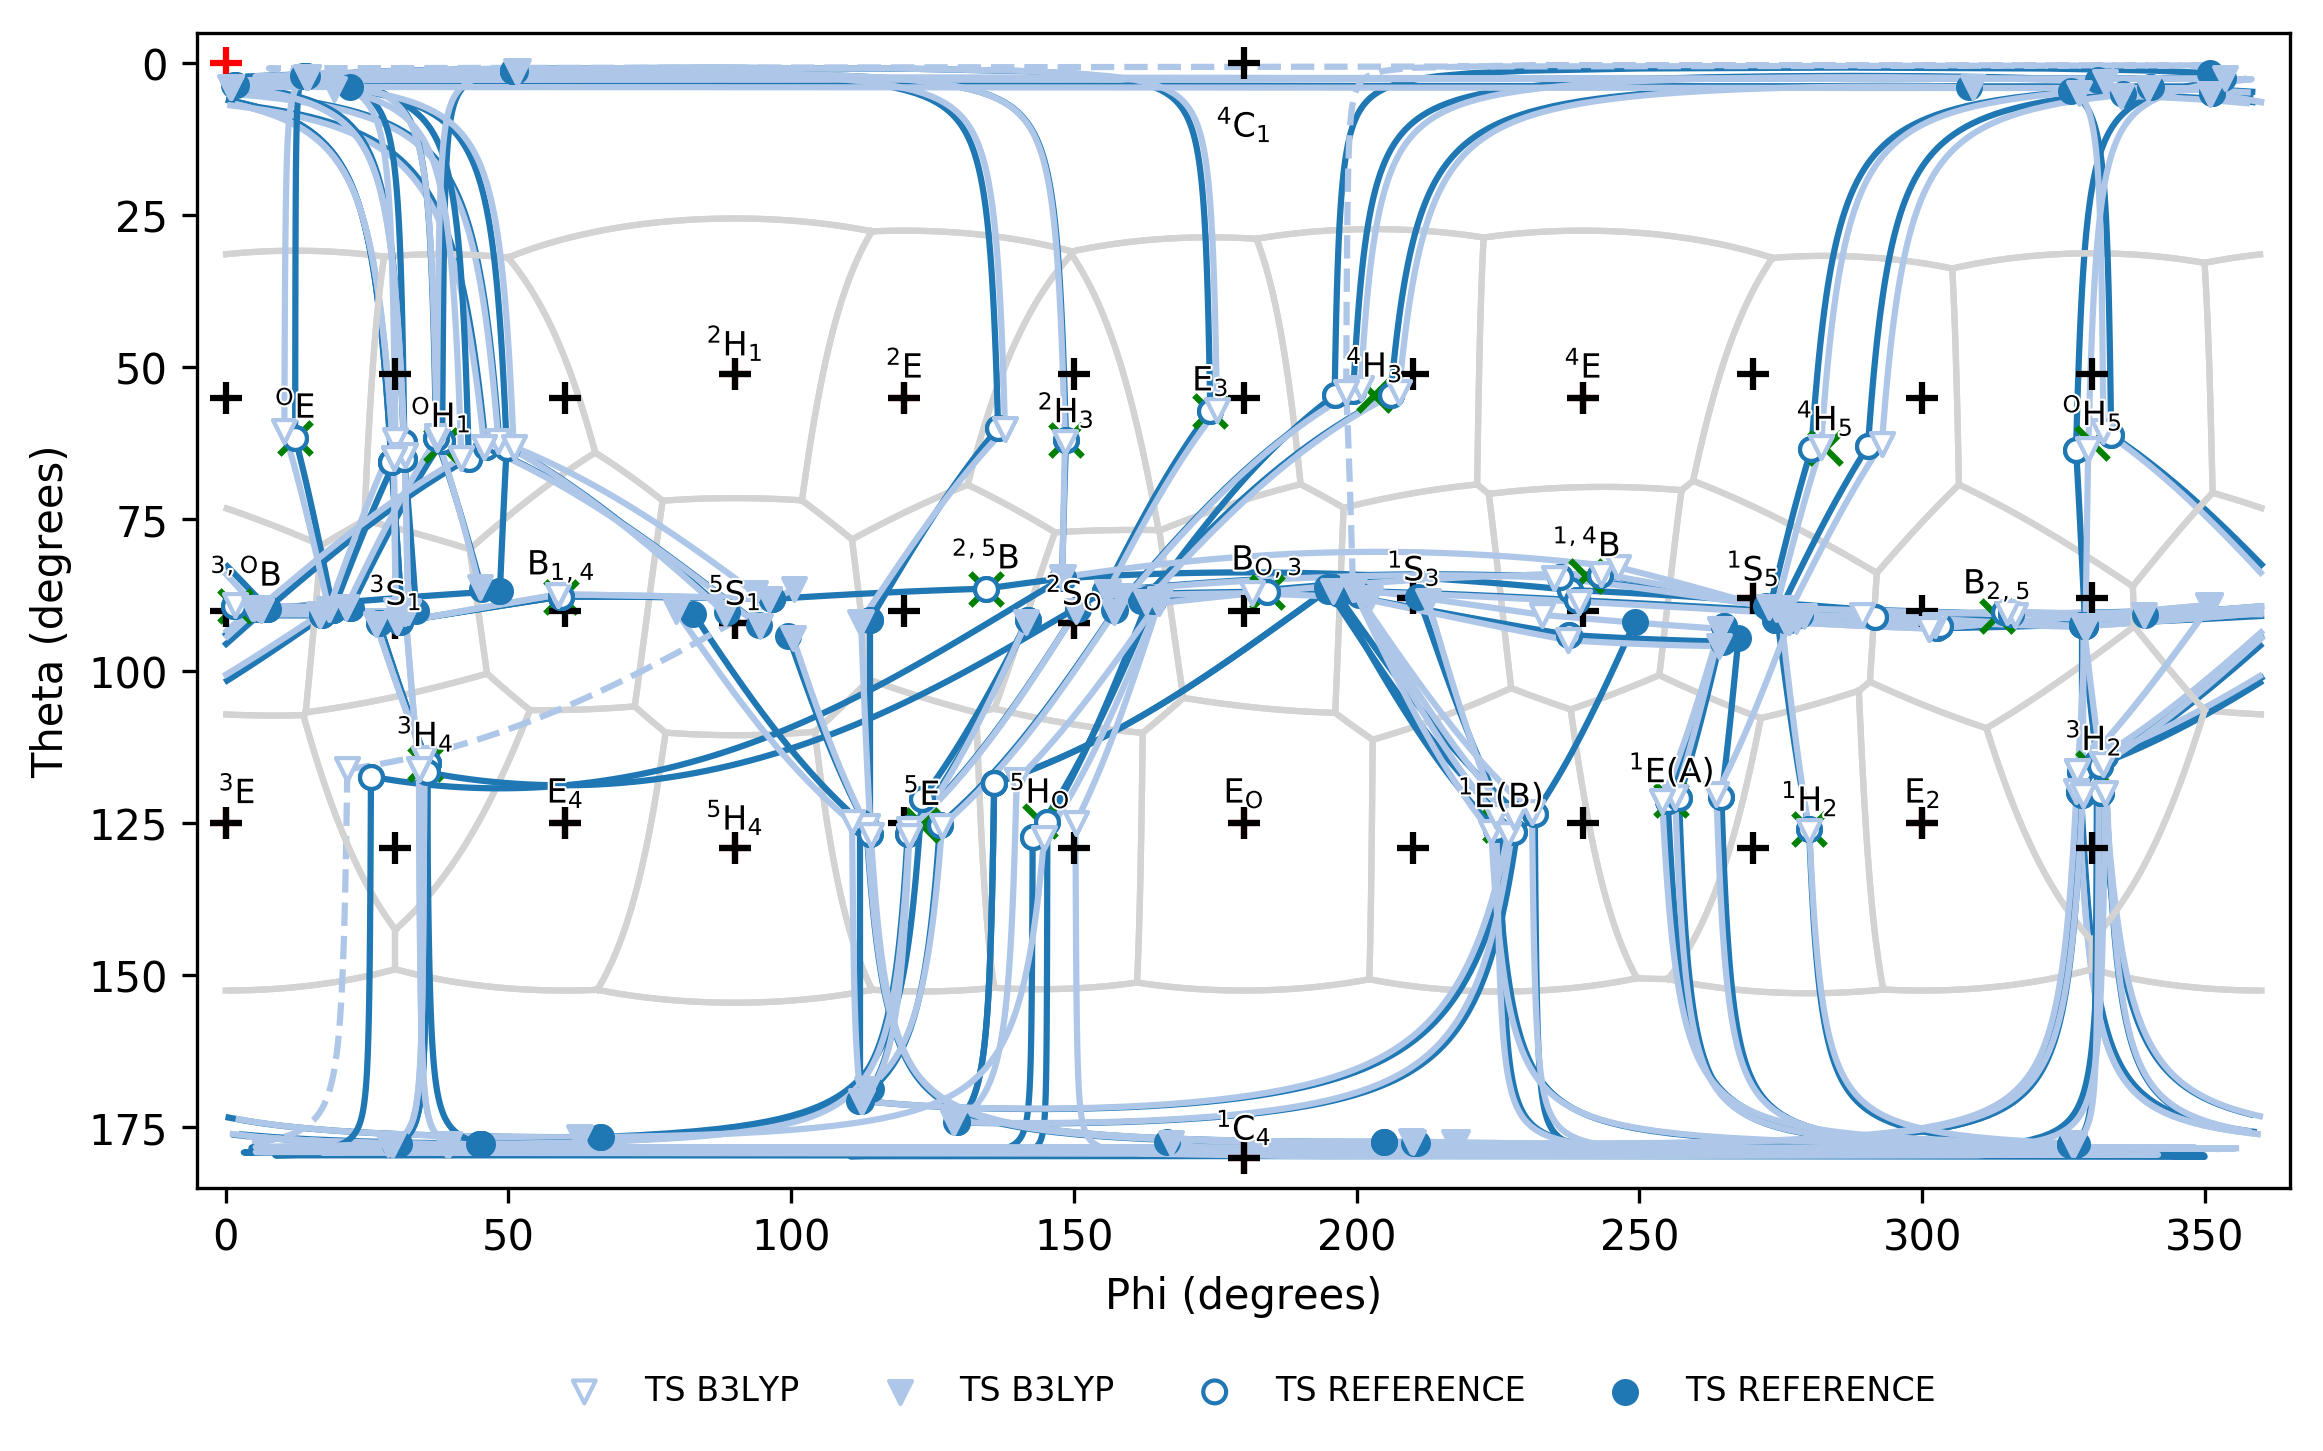 0
⁴C₁
25
²H₁
²E
⁴E
50
ᴼE
ᴼH₁
²H₃
E₃
⁴H₃
⁴H₅
ᴼH₅
75
³,ᴼB
³S₁
B₁,₄
⁵S₁
²,⁵B
²Sₒ
Bₒ,₃
¹S₃
¹,⁴B
¹S₅
B₂,₅
Theta (degrees)
100
³H₄
³H₂
³E
E₄
⁵H₄
⁵E
⁵Hₒ
Eₒ
¹E(B)
¹E(A)
¹H₂
E₂
125
150
175
¹C₄
0 50 100 150 200 250 300 350
Phi (degrees)
TS B3LYP TS B3LYP TS REFERENCE TS REFERENCE